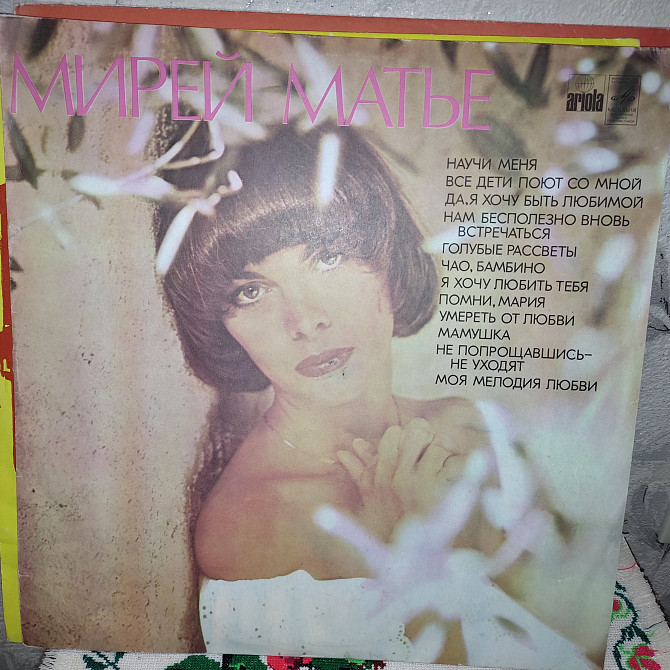 МИРЕЙ МАТЬЕ
ariola
НАУЧИ МЕНЯ
ВСЕ ДЕТИ ПОЮТ СО МНОЙ
ДА, Я ХОЧУ БЫТЬ ЛЮБИМОЙ
НАМ БЕСПОЛЕЗНО ВНОВЬ
ВСТРЕЧАТЬСЯ
ГОЛУБЫЕ РАССВЕТЫ
ЧАО, БАМБИНО
Я ХОЧУ ЛЮБИТЬ ТЕБЯ
ПОМНИ, МАРИЯ
УМЕРЕТЬ ОТ ЛЮБВИ
МАМУШКА
НЕ ПОПРОЩАВШИСЬ–
НЕ УХОДЯТ
МОЯ МЕЛОДИЯ ЛЮБВИ